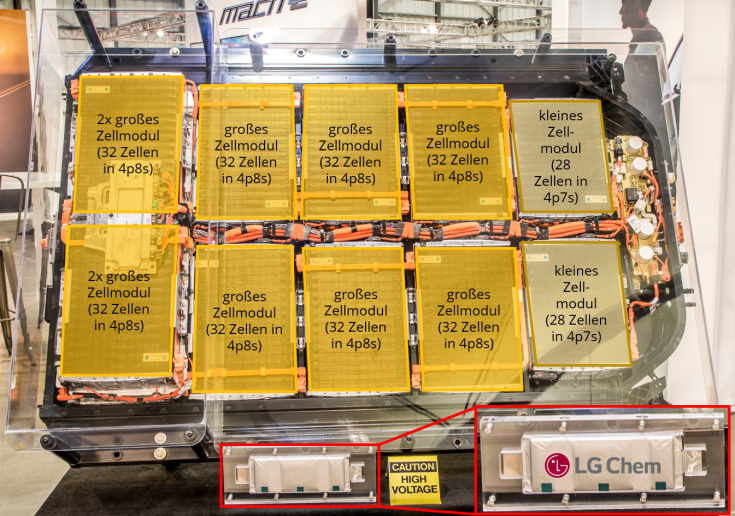 MACH-E
2x großes
Zellmodul
(32 Zellen
in 4p8s)
großes
Zellmodul
(32 Zellen
in 4p8s)
großes
Zellmodul
(32 Zellen
in 4p8s)
großes
Zellmodul
(32 Zellen
in 4p8s)
kleines
Zell-
modul
(28
Zellen in
4p7s)
2x großes
Zellmodul
(32 Zellen
in 4p8s)
großes
Zellmodul
(32 Zellen in
4p8s)
großes
Zellmodul
(32 Zellen
in 4p8s)
großes
Zellmodul
(32 Zellen
in 4p8s)
kleines
Zell-
modul
(28 Zellen
in 4p7s)
CAUTION
HIGH
VOLTAGE
LG LG Chem